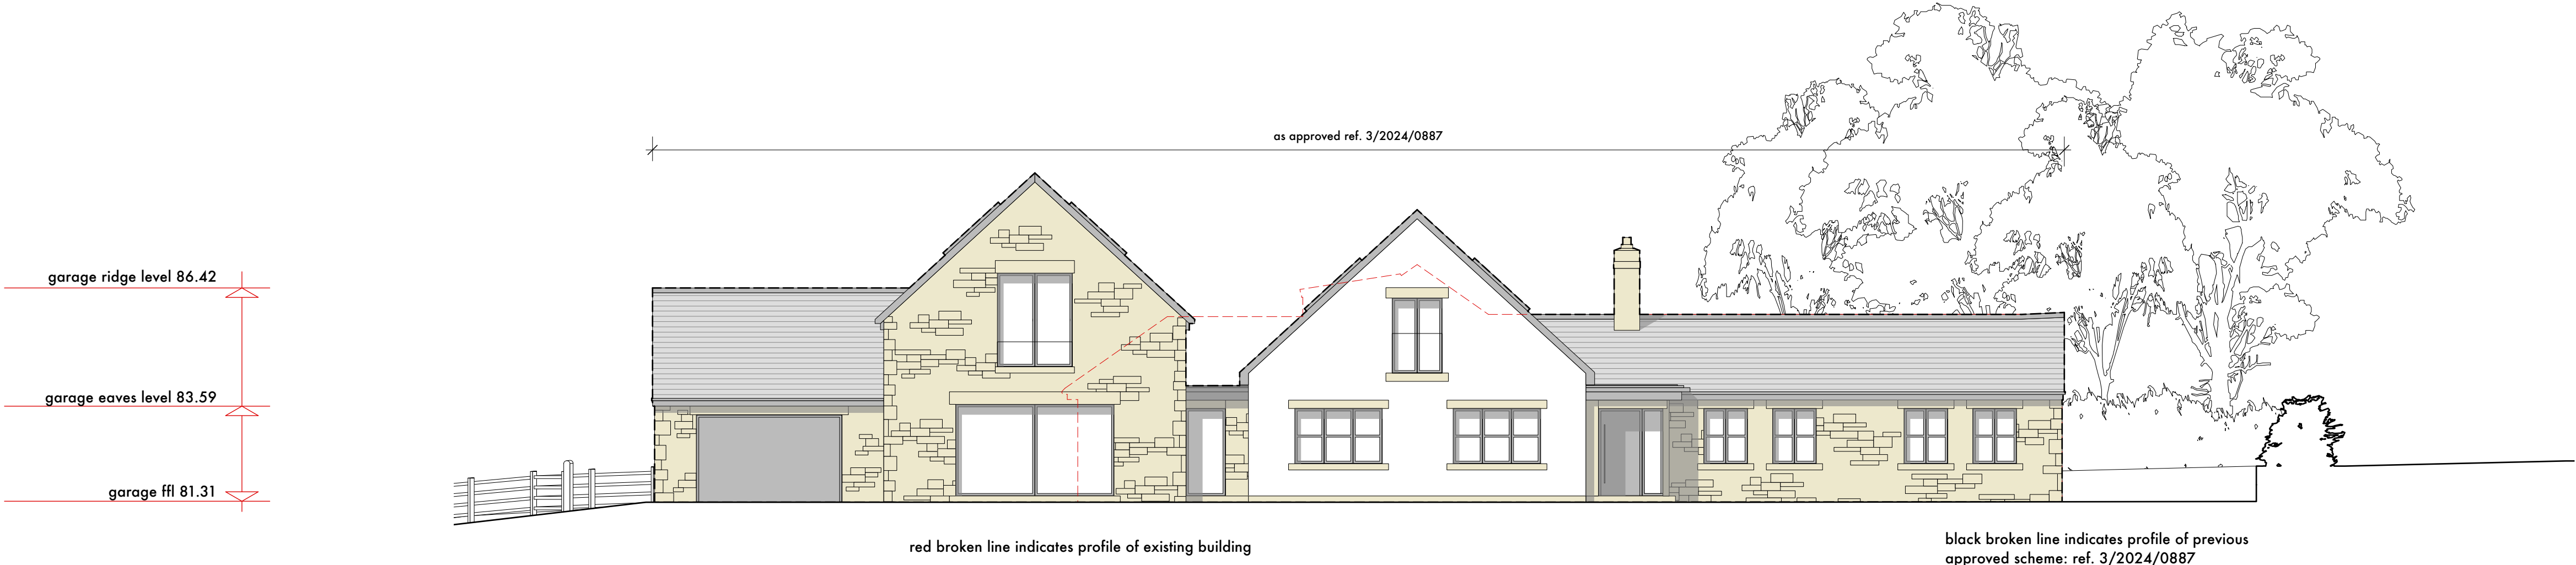 as approved ref. 3/2024/0887
garage ridge level 86.42
garage eaves level 83.59
garage ffl 81.31
red broken line indicates profile of existing building
black broken line indicates profile of previous
approved scheme: ref. 3/2024/0887